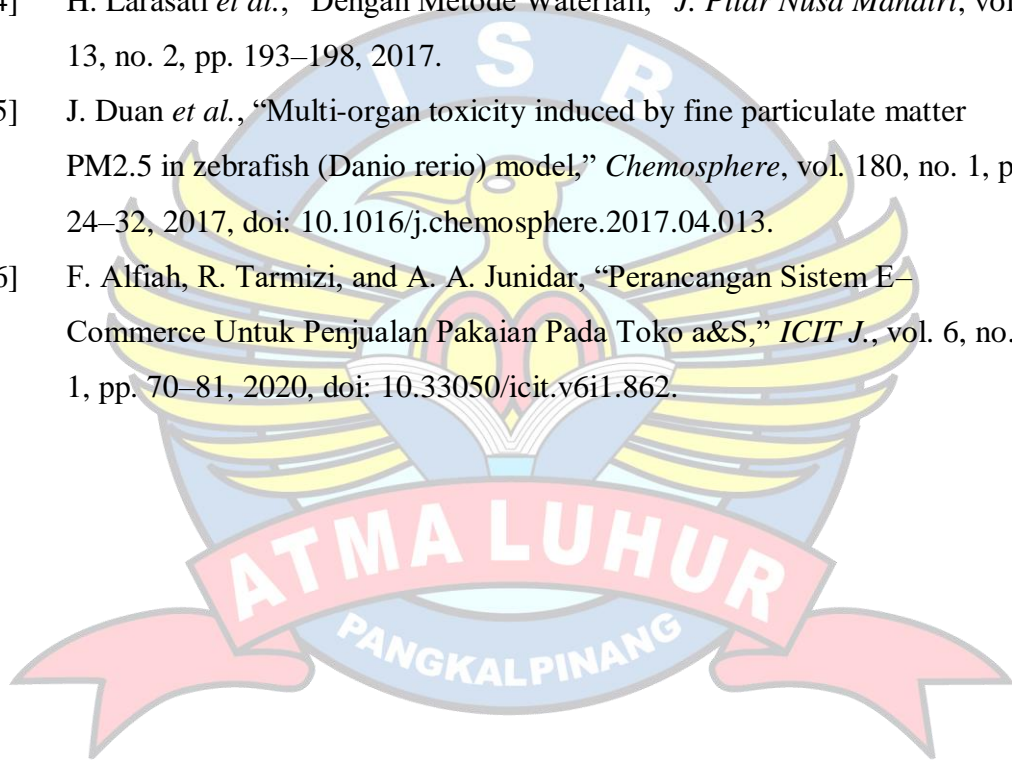 4] H. Larasati et al., “Dengan Metode Waterfall,” J. Pilar Nusa Mandiri, vol.
13, no. 2, pp. 193–198, 2017.
5] J. Duan et al., “Multi-organ toxicity induced by fine particulate matter
PM2.5 in zebrafish (Danio rerio) model,” Chemosphere, vol. 180, no. 1, p
24–32, 2017, doi: 10.1016/j.chemosphere.2017.04.013.
6] F. Alfiah, R. Tarmizi, and A. A. Junidar, “Perancangan Sistem E–
Commerce Untuk Penjualan Pakaian Pada Toko a&S,” ICIT J., vol. 6, no.
1, pp. 70–81, 2020, doi: 10.33050/icit.v6i1.862.
I S B
ATMA LUHUR
PANGKALPINANG